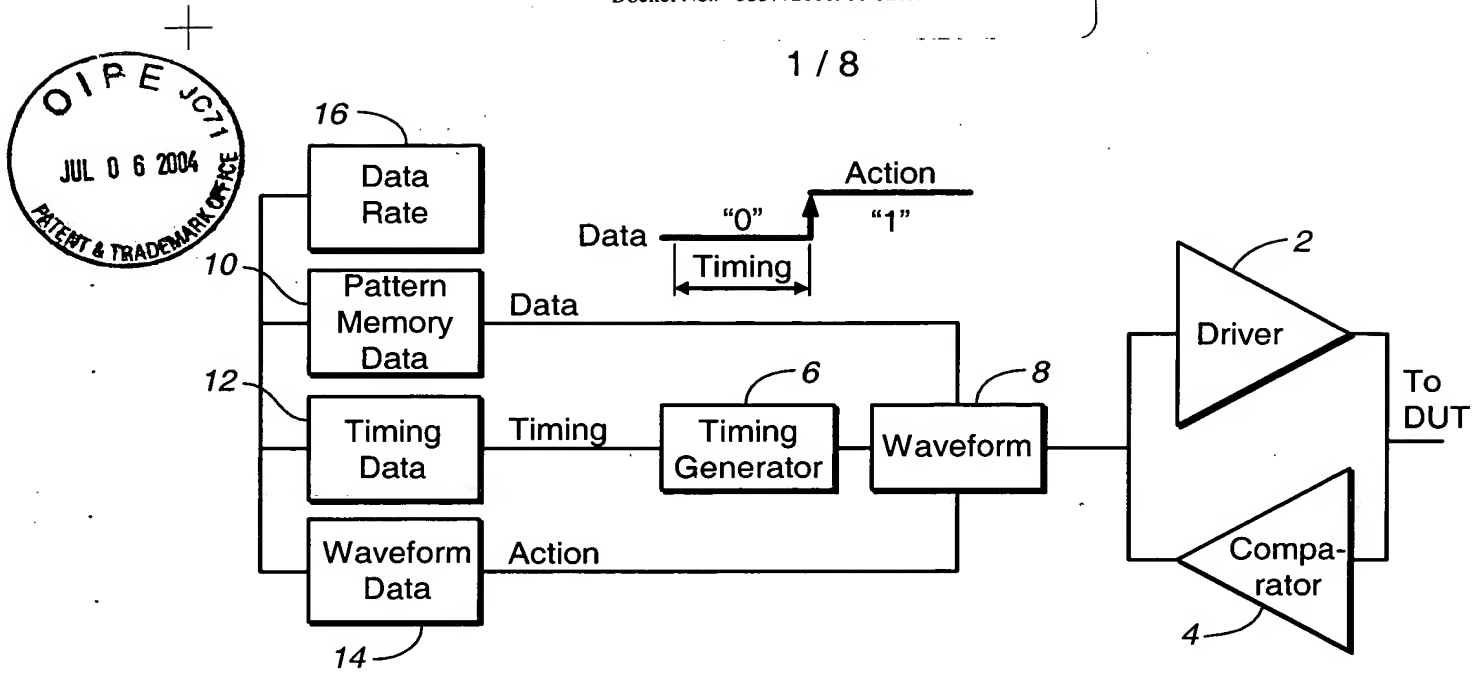 1 / 8
OIPE JC71
JUL 0 6 2004
PATENT & TRADEMARK OFFICE
16
Data
Rate
Action
Data
"0"
"1"
Timing
10
Pattern
Memory
Data
Data
2
Driver
To
DUT
12
Timing
Data
Timing
6
Timing
Generator
8
Waveform
Waveform
Data
Action
14
Compa-
rator
4